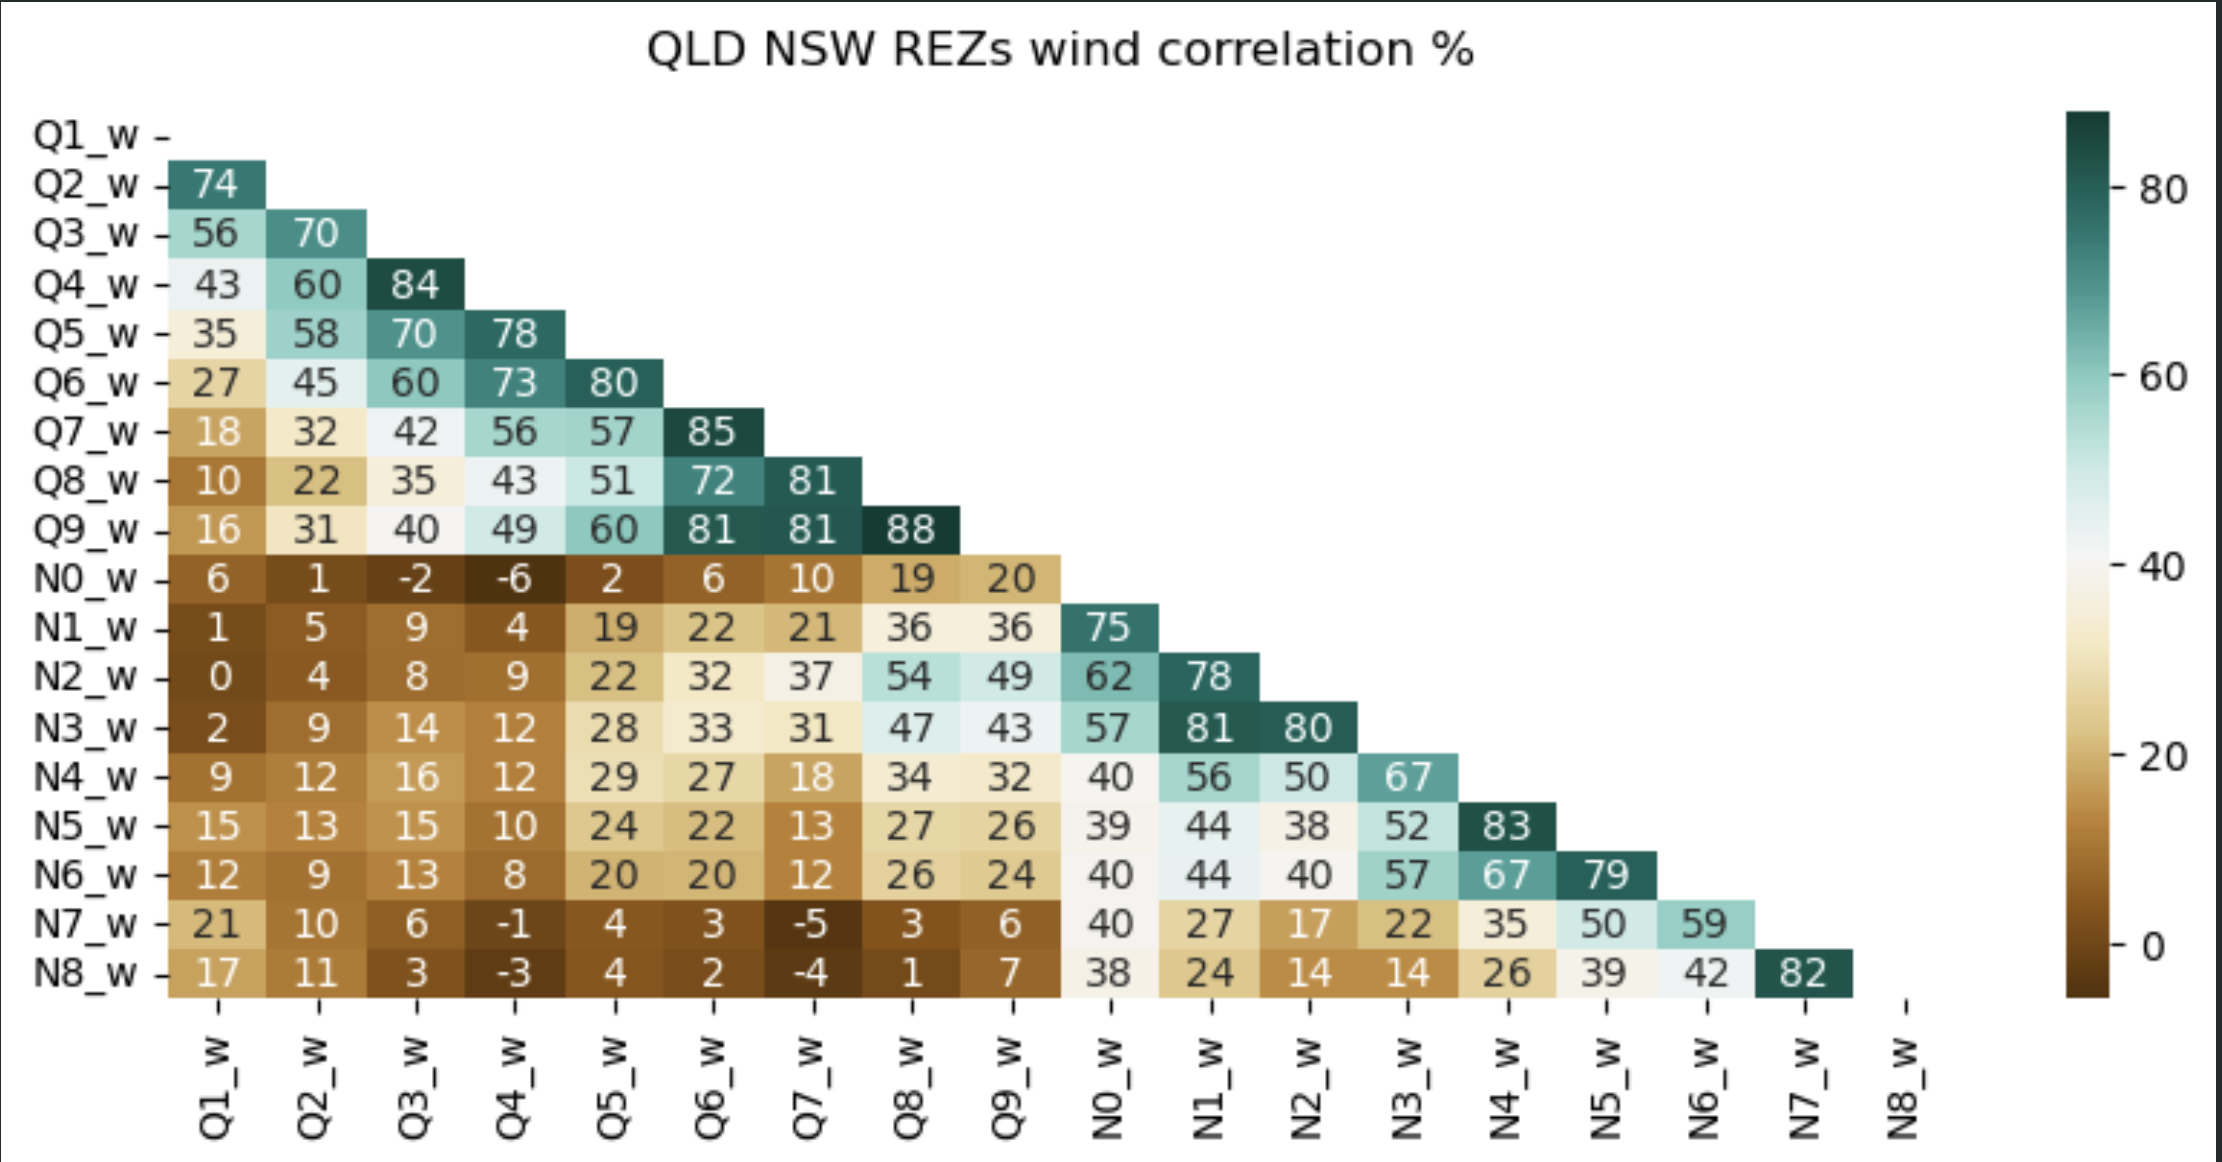 QLD NSW REZs wind correlation %
Q1_w
Q2_w 74
Q3_w 56 70
Q4_w 43 60 84
Q5_w 35 58 70 78
Q6_w 27 45 60 73 80
Q7_w 18 32 42 56 57 85
Q8_w 10 22 35 43 51 72 81
Q9_w 16 31 40 49 60 81 81 88
N0_w 6 1 -2 -6 2 6 10 19 20
N1_w 1 5 9 4 19 22 21 36 36 75
N2_w 0 4 8 9 22 32 37 54 49 62 78
N3_w 2 9 14 12 28 33 31 47 43 57 81 80
N4_w 9 12 16 12 29 27 18 34 32 40 56 50 67
N5_w 15 13 15 10 24 22 13 27 26 39 44 38 52 83
N6_w 12 9 13 8 20 20 12 26 24 40 44 40 57 67 79
N7_w 21 10 6 -1 4 3 -5 3 6 40 27 17 22 35 50 59
N8_w 17 11 3 -3 4 2 -4 1 7 38 24 14 14 26 39 42 82
Q1_w Q2_w Q3_w Q4_w Q5_w Q6_w Q7_w Q8_w Q9_w N0_w N1_w N2_w N3_w N4_w N5_w N6_w N7_w N8_w
80
60
40
20
0